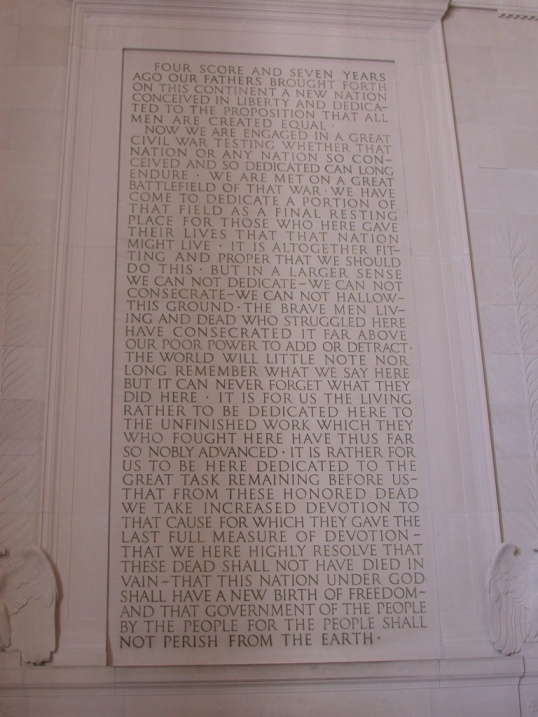 FOUR SCORE AND SEVEN YEARS
AGO OUR FATHERS BROUGHT FORTH
ON THIS CONTINENT A NEW NATION
CONCEIVED IN LIBERTY AND DEDICA-
TED TO THE PROPOSITION THAT ALL
MEN ARE CREATED EQUAL ·
NOW WE ARE ENGAGED IN A GREAT
CIVIL WAR TESTING WHETHER THAT
NATION OR ANY NATION SO CON-
CEIVED AND SO DEDICATED CAN LONG
ENDURE · WE ARE MET ON A GREAT
BATTLEFIELD OF THAT WAR · WE HAVE
COME TO DEDICATE A PORTION OF
THAT FIELD AS A FINAL RESTING
PLACE FOR THOSE WHO HERE GAVE
THEIR LIVES THAT THAT NATION
MIGHT LIVE · IT IS ALTOGETHER FIT-
TING AND PROPER THAT WE SHOULD
DO THIS · BUT IN A LARGER SENSE
WE CAN NOT DEDICATE–WE CAN NOT
CONSECRATE–WE CAN NOT HALLOW–
THIS GROUND · THE BRAVE MEN LIV-
ING AND DEAD WHO STRUGGLED HERE
HAVE CONSECRATED IT FAR ABOVE
OUR POOR POWER TO ADD OR DETRACT ·
THE WORLD WILL LITTLE NOTE NOR
LONG REMEMBER WHAT WE SAY HERE
BUT IT CAN NEVER FORGET WHAT THEY
DID HERE · IT IS FOR US THE LIVING
RATHER TO BE DEDICATED HERE TO
THE UNFINISHED WORK WHICH THEY
WHO FOUGHT HERE HAVE THUS FAR
SO NOBLY ADVANCED · IT IS RATHER FOR
US TO BE HERE DEDICATED TO THE
GREAT TASK REMAINING BEFORE US–
THAT FROM THESE HONORED DEAD
WE TAKE INCREASED DEVOTION TO
THAT CAUSE FOR WHICH THEY GAVE THE
LAST FULL MEASURE OF DEVOTION –
THAT WE HERE HIGHLY RESOLVE THAT
THESE DEAD SHALL NOT HAVE DIED IN
VAIN–THAT THIS NATION UNDER GOD
SHALL HAVE A NEW BIRTH OF FREEDOM–
AND THAT GOVERNMENT OF THE PEOPLE
BY THE PEOPLE FOR THE PEOPLE SHALL
NOT PERISH FROM THE EARTH ·